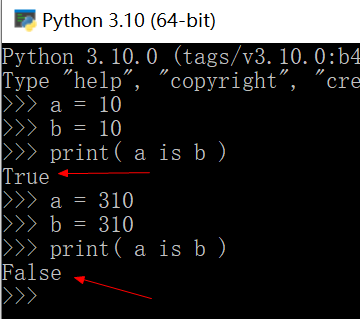 Python 3.10 (64-bit)
Python 3.10.0 (tags/v3.10.0:b4
Type "help", "copyright", "cre
>>> a = 10
>>> b = 10
>>> print( a is b )
True
>>> a = 310
>>> b = 310
>>> print( a is b )
False
>>>